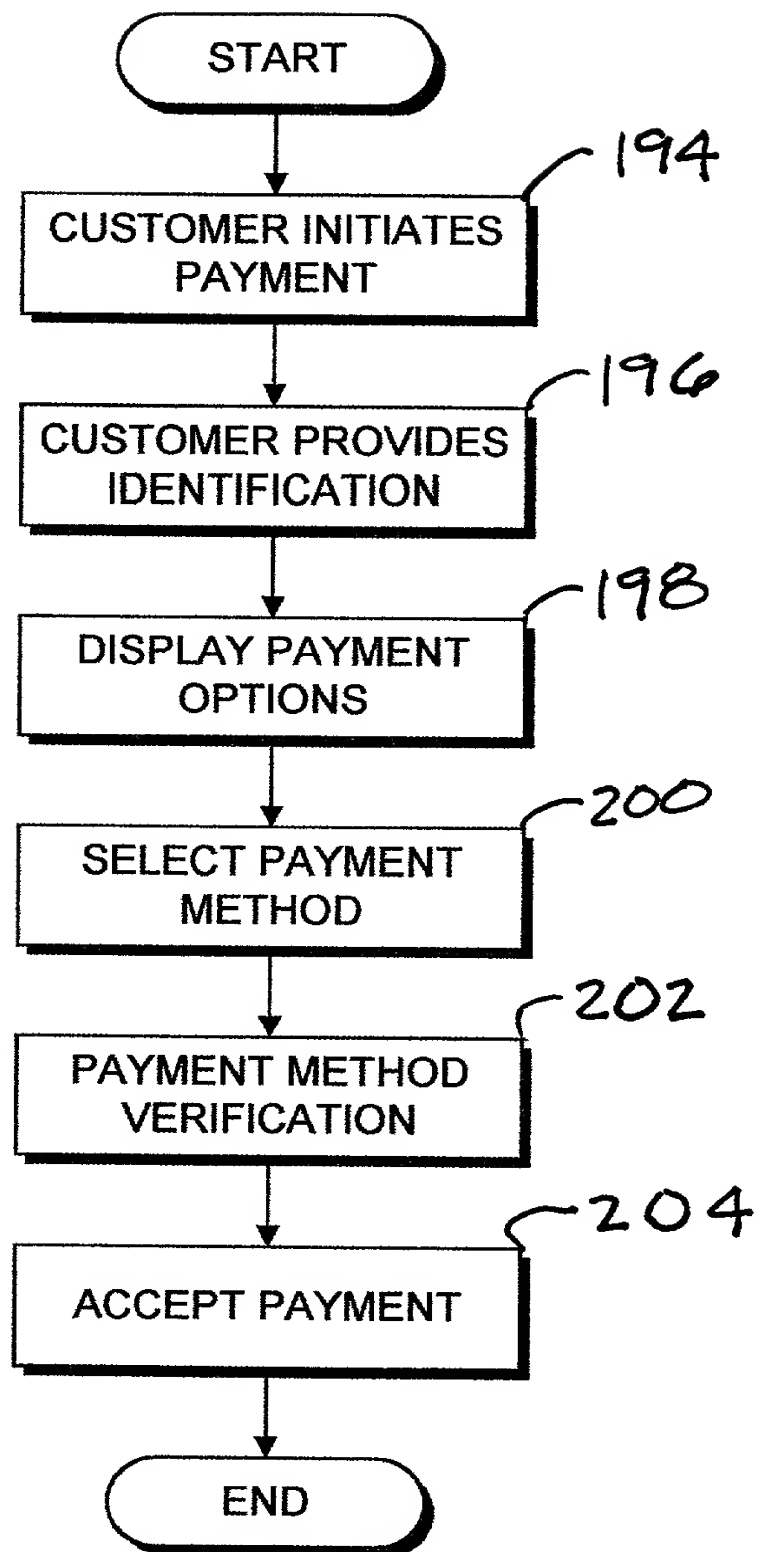 START
194
CUSTOMER INITIATES
PAYMENT
196
CUSTOMER PROVIDES
IDENTIFICATION
198
DISPLAY PAYMENT
OPTIONS
200
SELECT PAYMENT
METHOD
202
PAYMENT METHOD
VERIFICATION
204
ACCEPT PAYMENT
END